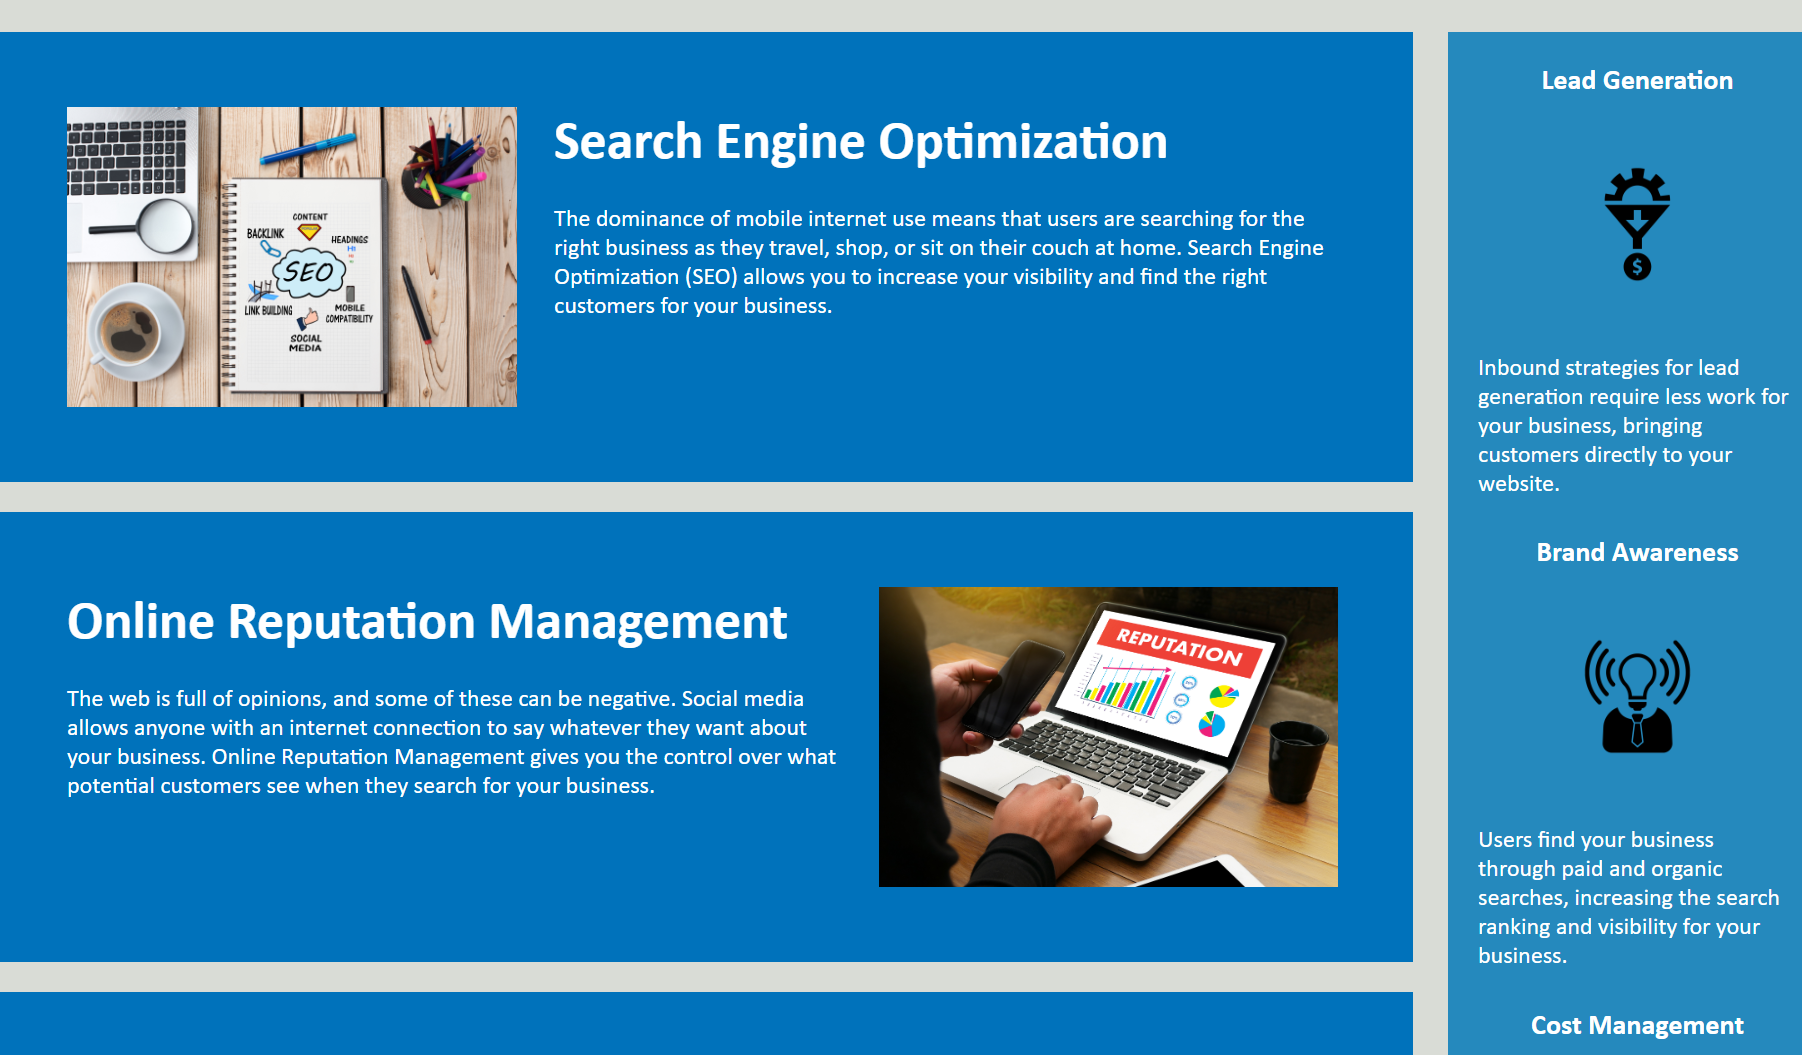 Search Engine Optimization
The dominance of mobile internet use means that users are searching for the
right business as they travel, shop, or sit on their couch at home. Search Engine
Optimization (SEO) allows you to increase your visibility and find the right
customers for your business.
CONTENT
BACKLINK
HEADINGS
H1
SEO
LINK BUILDING
MOBILE
COMPATIBILITY
SOCIAL
MEDIA
Online Reputation Management
The web is full of opinions, and some of these can be negative. Social media
allows anyone with an internet connection to say whatever they want about
your business. Online Reputation Management gives you the control over what
potential customers see when they search for your business.
REPUTATION
Lead Generation
$
Inbound strategies for lead
generation require less work for
your business, bringing
customers directly to your
website.
Brand Awareness
Users find your business
through paid and organic
searches, increasing the search
ranking and visibility for your
business.
Cost Management